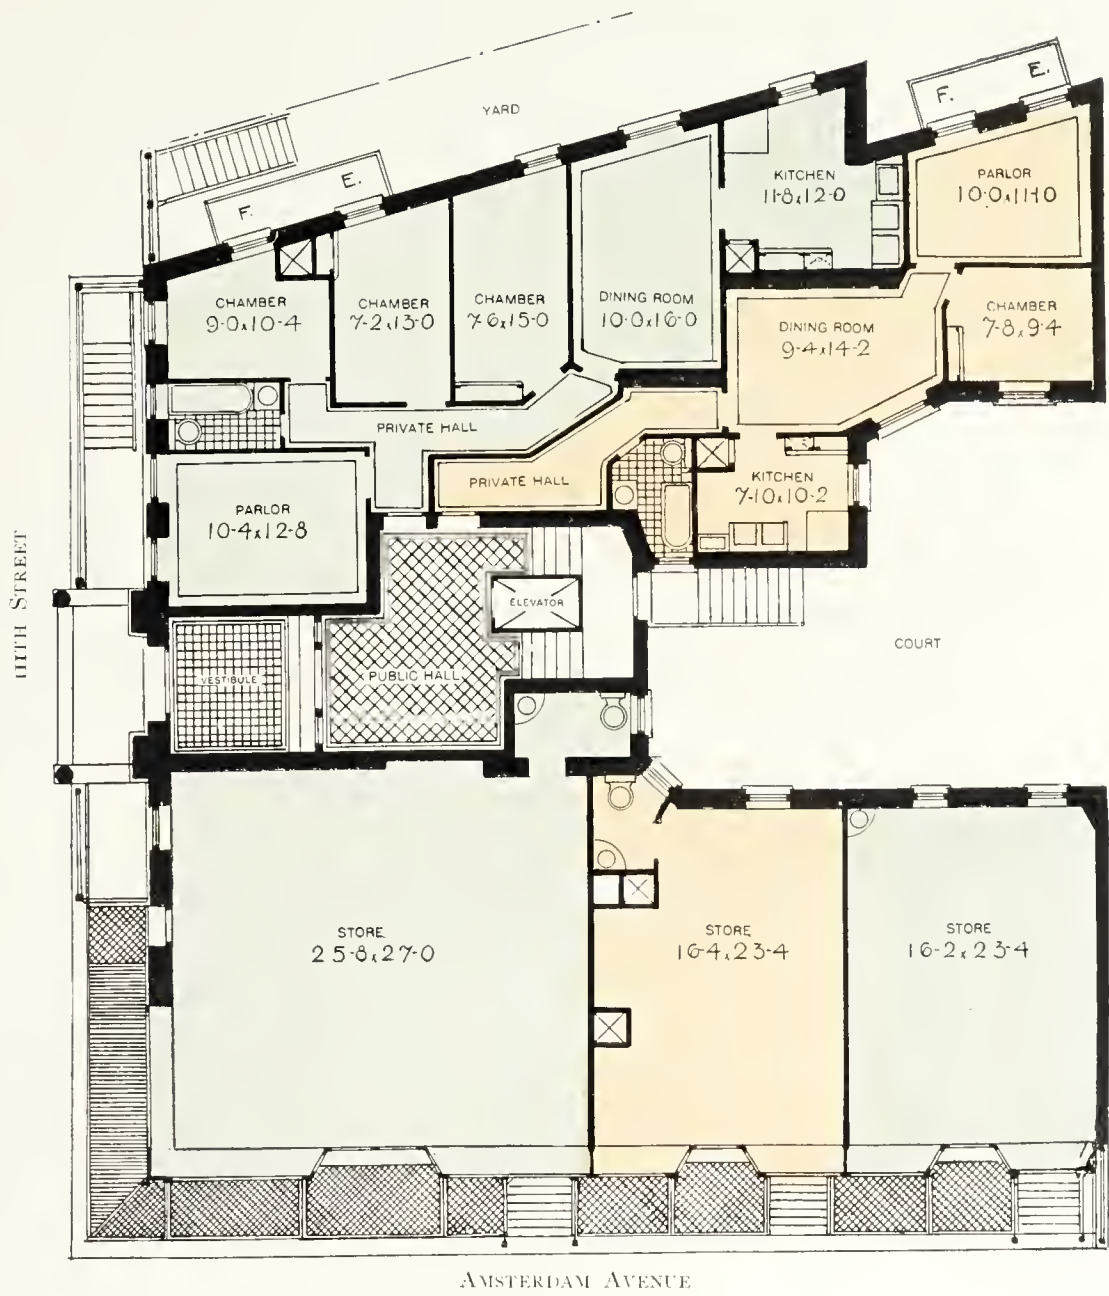 YARD
F. E.
E.
F.
KITCHEN
11-8x12-0
PARLOR
10-0x11-0
CHAMBER
9-0x10-4
CHAMBER
7-2x13-0
CHAMBER
7-6x15-0
DINING ROOM
10-0x16-0
DINING ROOM
9-4x14-2
CHAMBER
7-8x9-4
PRIVATE HALL
PRIVATE HALL
KITCHEN
7-10x10-2
PARLOR
10-4x12-8
ELEVATOR
COURT
VESTIBULE
PUBLIC HALL
111TH STREET
STORE
25-8x27-0
STORE
16-4x23-4
STORE
16-2x23-4
AMSTERDAM AVENUE